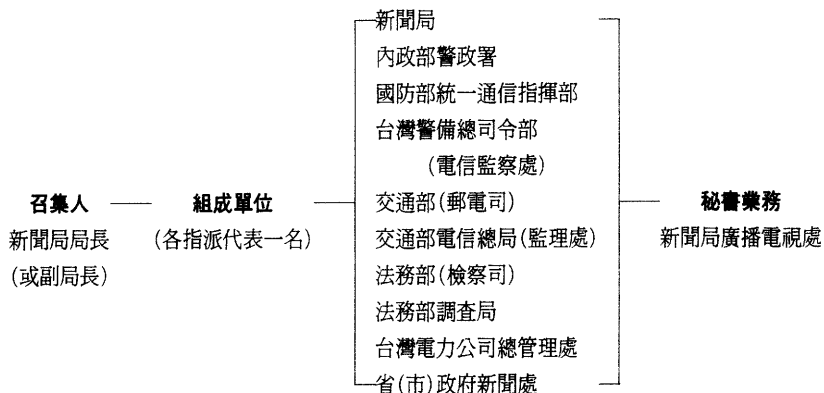 召集人
新聞局局長
(或副局長)
組成單位
(各指派代表一名)
新聞局
內政部警政署
國防部統一通信指揮部
台灣警備總司令部
(電信監察處)
交通部(郵電司)
交通部電信總局(監理處)
法務部(檢察司)
法務部調查局
台灣電力公司總管理處
省(市)政府新聞處
秘書業務
新聞局廣播電視處